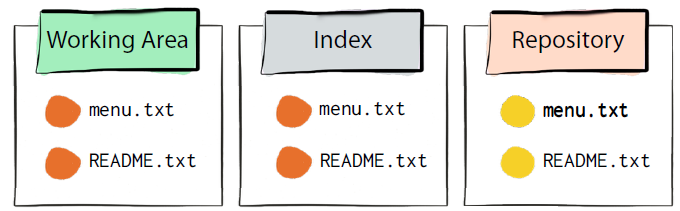 Working Area
menu.txt
README.txt
Index
menu.txt
README.txt
Repository
menu.txt
README.txt